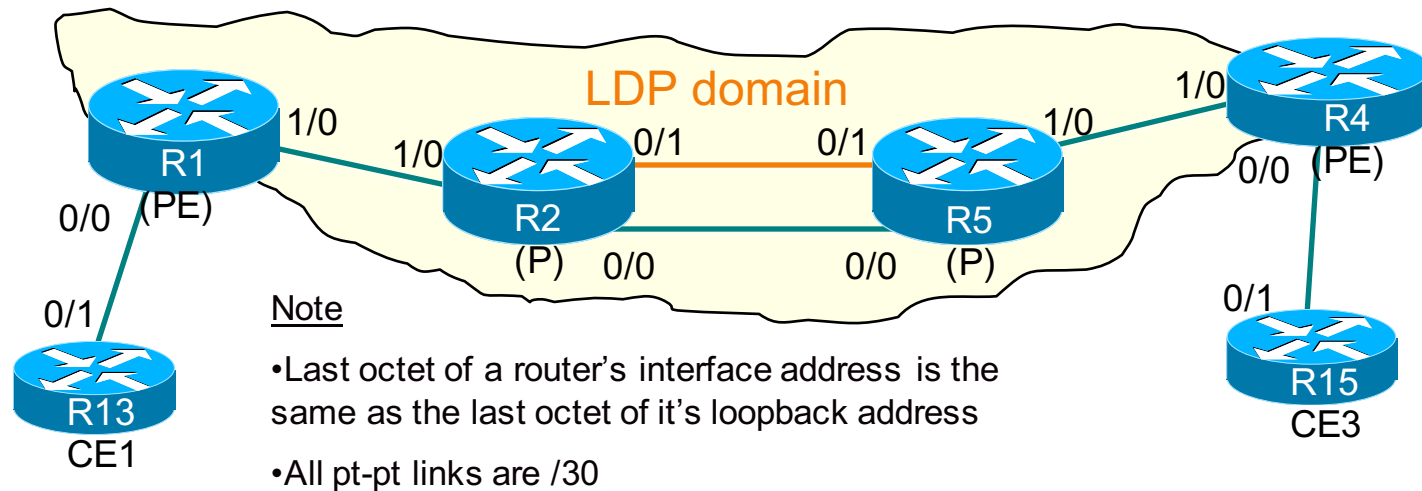 LDP domain
1/0
1/0
R4
(PE)
0/0
R1
(PE)
1/0
0/0
1/0
R2
(P)
0/1
0/0
0/1
0/0
R5
(P)
0/1
R13
CE1
0/1
R15
CE3
Note
•Last octet of a router's interface address is the
same as the last octet of it's loopback address
•All pt-pt links are /30